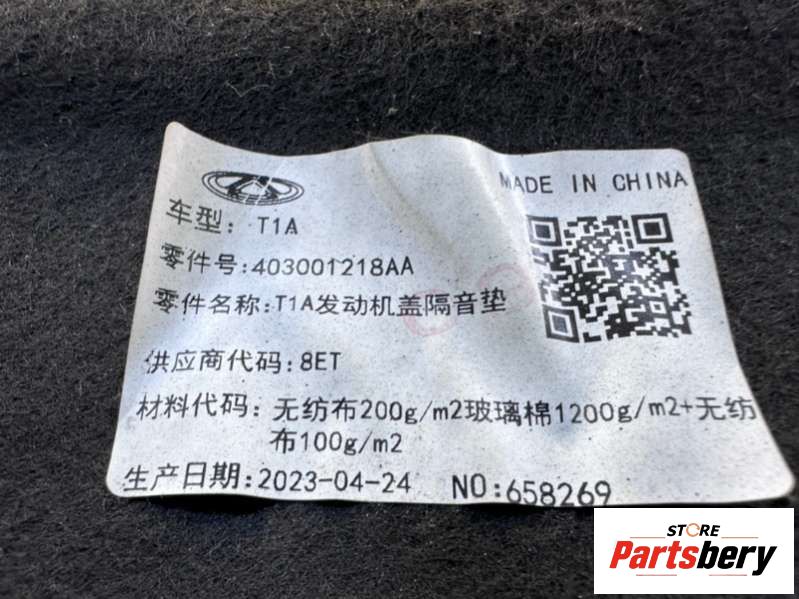 MADE IN CHINA
车型: T1A
零件号:403001218AA
零件名称:T1A发动机盖隔音垫
供应商代码:8ET
材料代码: 无纺布200g/m2玻璃棉1200g/m2+无纺
布100g/m2
生产日期:2023-04-24 NO:658269
STORE
Partsbery